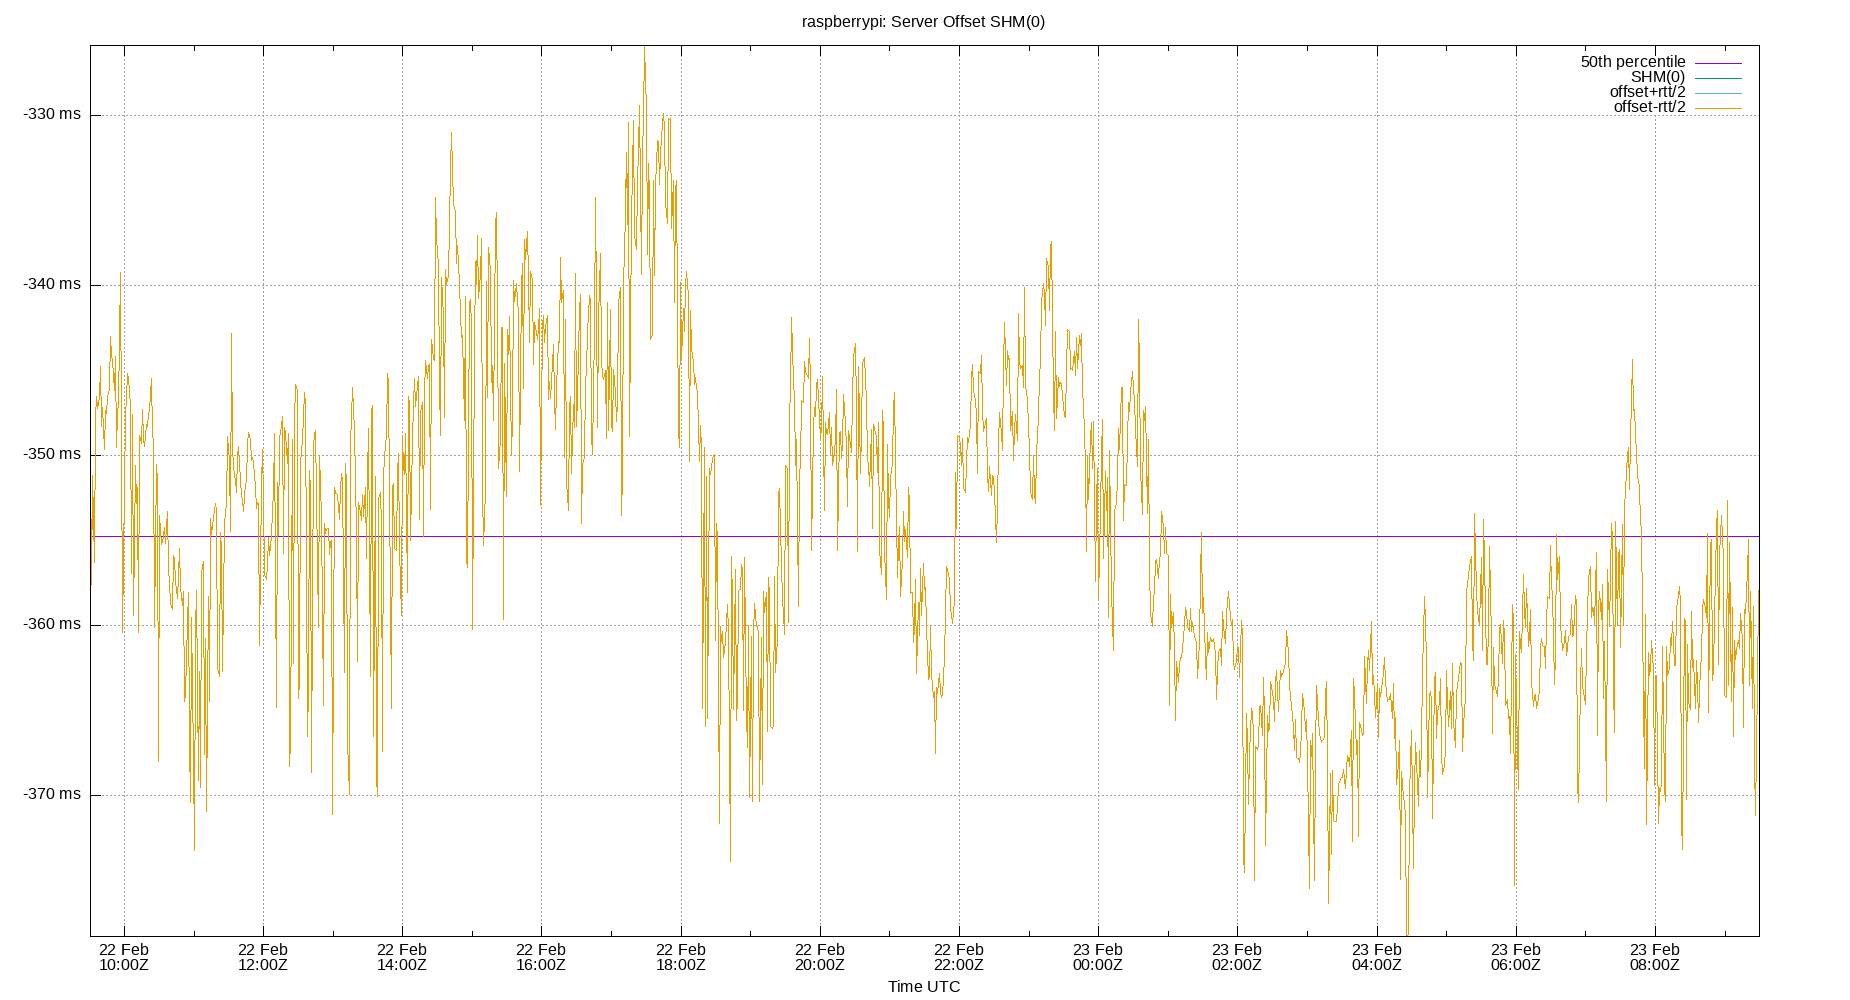 raspberrypi: Server Offset SHM(0)
50th percentile
SHM(0)
offset+rtt/2
offset-rtt/2
-330 ms
-340 ms
-350 ms
-360 ms
-370 ms
22 Feb 22 Feb 22 Feb 22 Feb 22 Feb 22 Feb 22 Feb 23 Feb 23 Feb 23 Feb 23 Feb 23 Feb
10:00Z 12:00Z 14:00Z 16:00Z 18:00Z 20:00Z 22:00Z 00:00Z 02:00Z 04:00Z 06:00Z 08:00Z
Time UTC